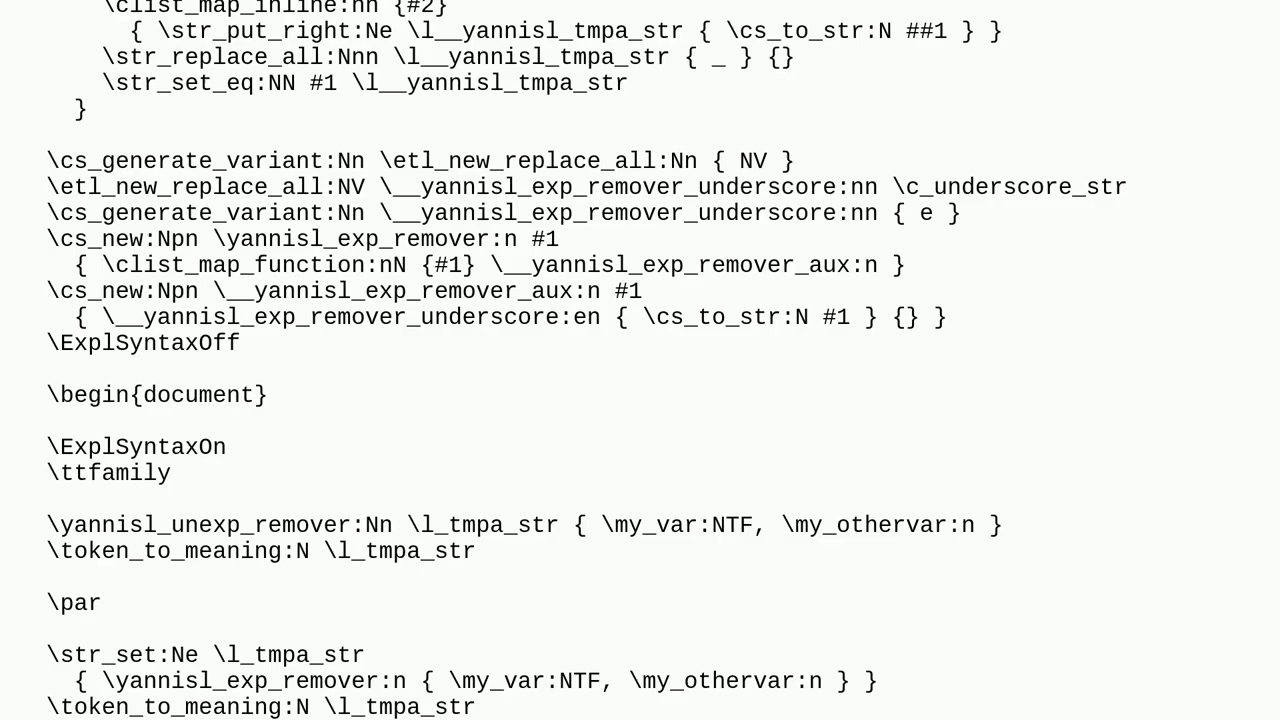 \clist_map_inline:nn {#2}
{ \str_put_right:Ne \l__yannisl_tmpa_str { \cs_to_str:N ##1 } }
\str_replace_all:Nnn \l__yannisl_tmpa_str { _ } {}
\str_set_eq:NN #1 \l__yannisl_tmpa_str
}
\cs_generate_variant:Nn \etl_new_replace_all:Nn { NV }
\etl_new_replace_all:NV \__yannisl_exp_remover_underscore:nn \c_underscore_str
\cs_generate_variant:Nn \__yannisl_exp_remover_underscore:nn { e }
\cs_new:Npn \yannisl_exp_remover:n #1
{ \clist_map_function:nN {#1} \__yannisl_exp_remover_aux:n }
\cs_new:Npn \__yannisl_exp_remover_aux:n #1
{ \__yannisl_exp_remover_underscore:en { \cs_to_str:N #1 } {} }
\ExplSyntaxOff
\begin{document}
\ExplSyntaxOn
\ttfamily
\yannisl_unexp_remover:Nn \l_tmpa_str { \my_var:NTF, \my_othervar:n }
\token_to_meaning:N \l_tmpa_str
\par
\str_set:Ne \l_tmpa_str
{ \yannisl_exp_remover:n { \my_var:NTF, \my_othervar:n } }
\token_to_meaning:N \l_tmpa_str